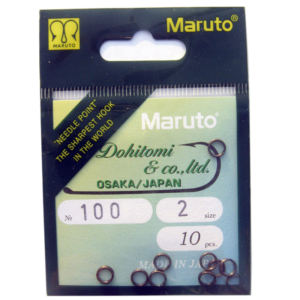 MARUTO
Maruto®
"NEEDLE POINT"
THE SHARPEST HOOK
IN THE WORLD
Maruto®
Dohitomi
& co., ltd.
OSAKA/JAPAN
№ 100
2 size
10 pcs.
MADE IN JAPAN